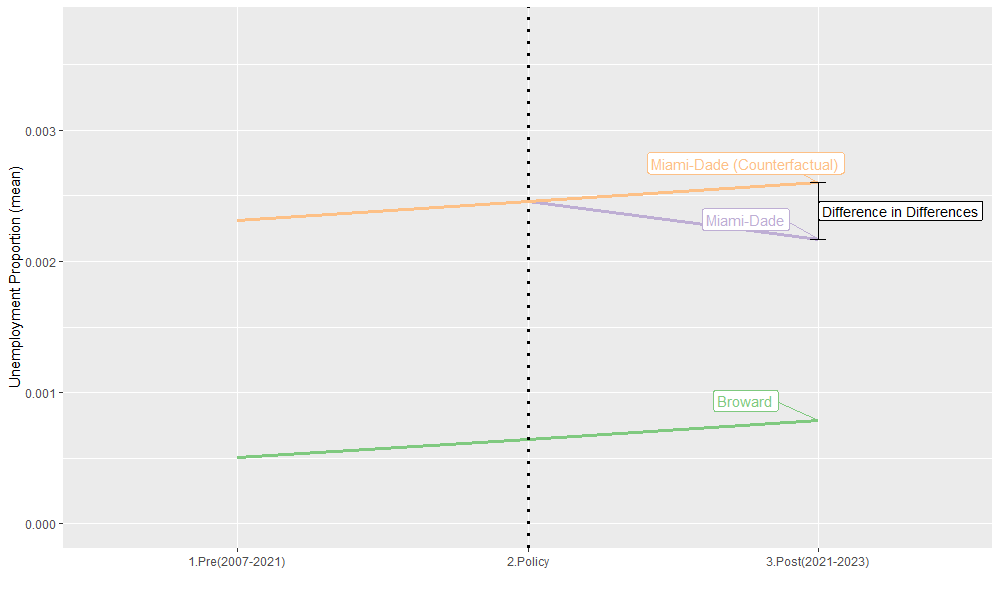 Unemployment Proportion (mean)
0.003
0.002
0.001
0.000
Miami-Dade (Counterfactual)
Difference in Differences
Miami-Dade
Broward
1.Pre(2007-2021)
2.Policy
3.Post(2021-2023)